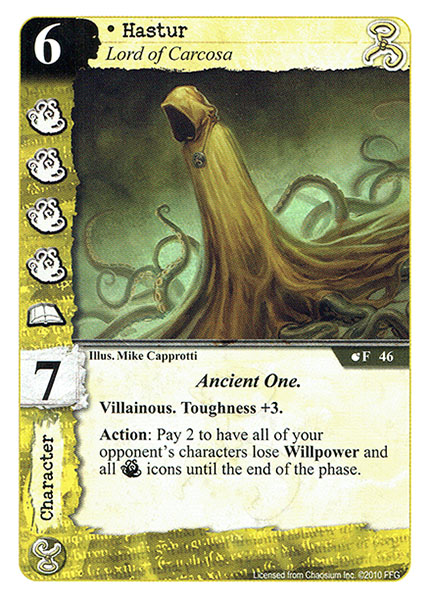 6
• Hastur
Lord of Carcosa
Illus. Mike Capprotti
F 46
7
Ancient One.
Villainous. Toughness +3.
Action: Pay 2 to have all of your
opponent's characters lose Willpower and
all icons until the end of the phase.
Character
Licensed from Chaosium Inc. ©2010 FFG